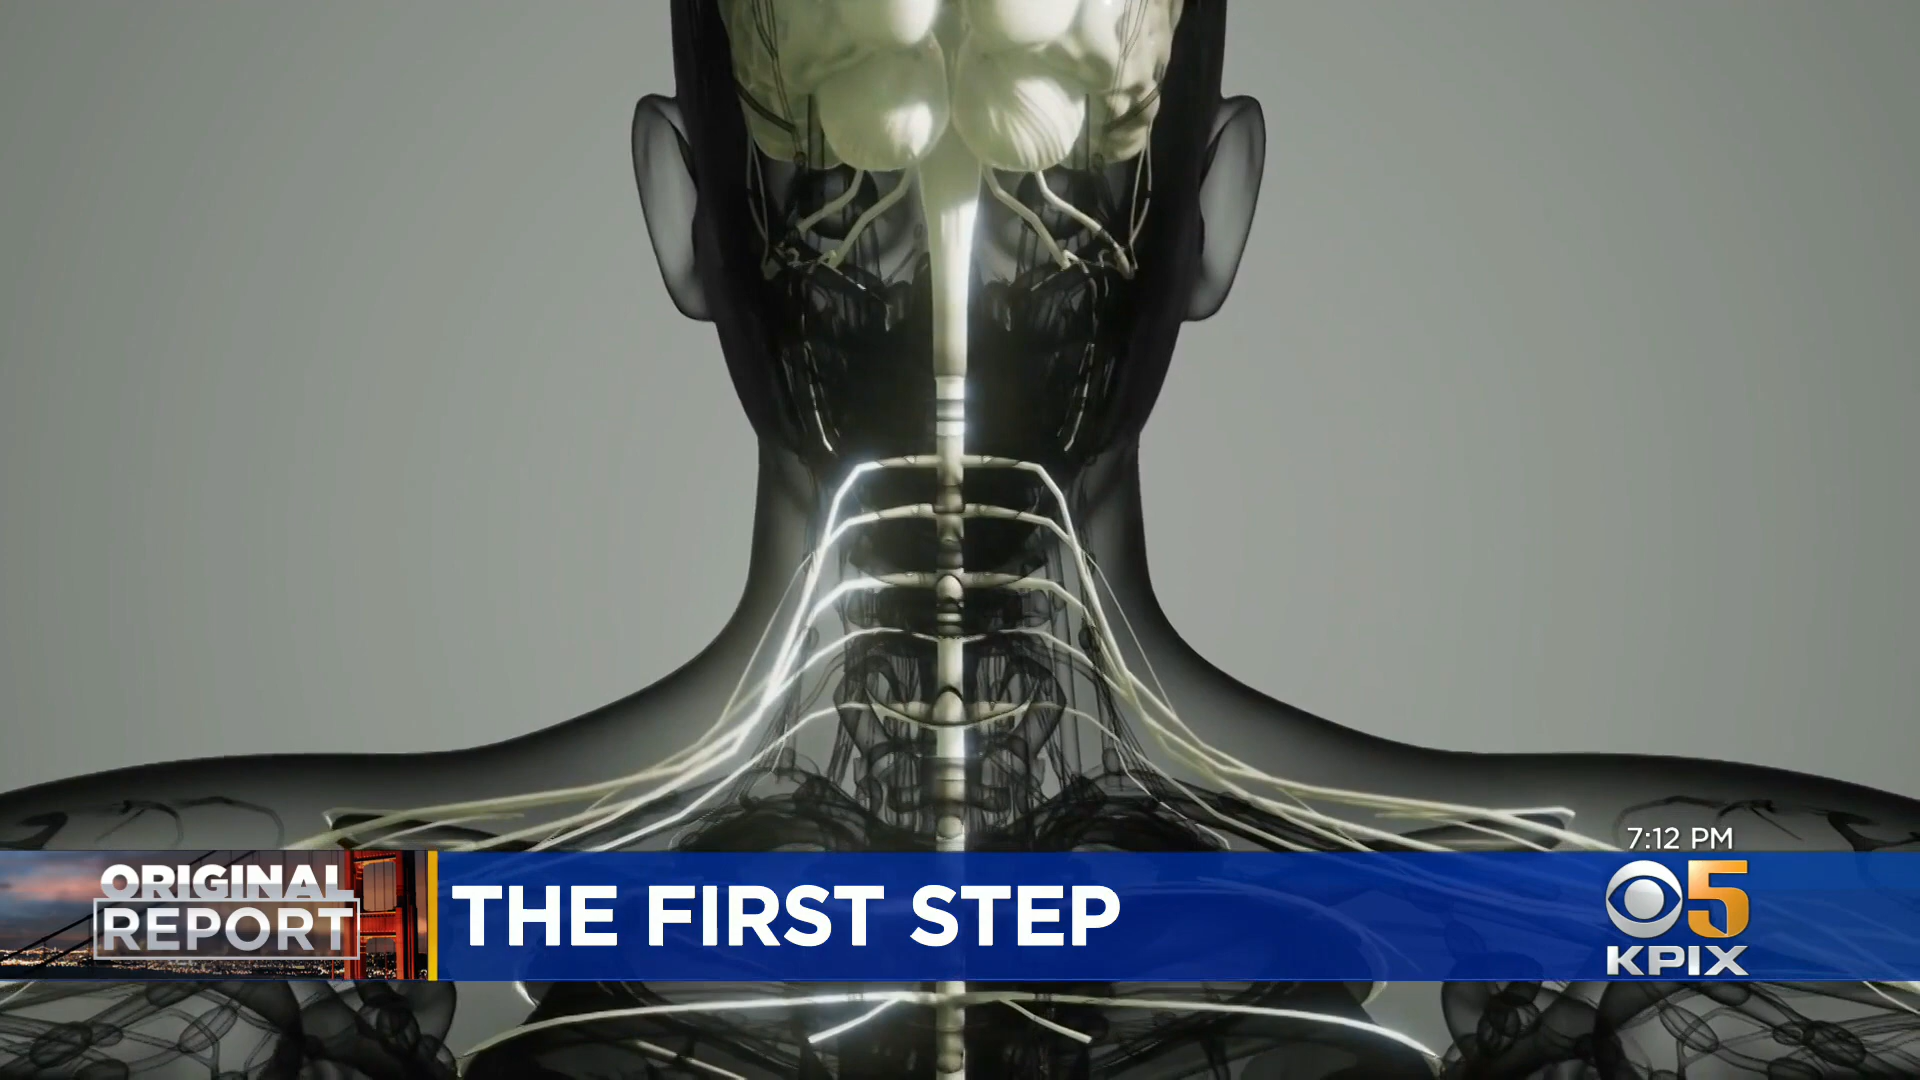 7:12 PM
ORIGINAL
REPORT
THE FIRST STEP
5
KPIX